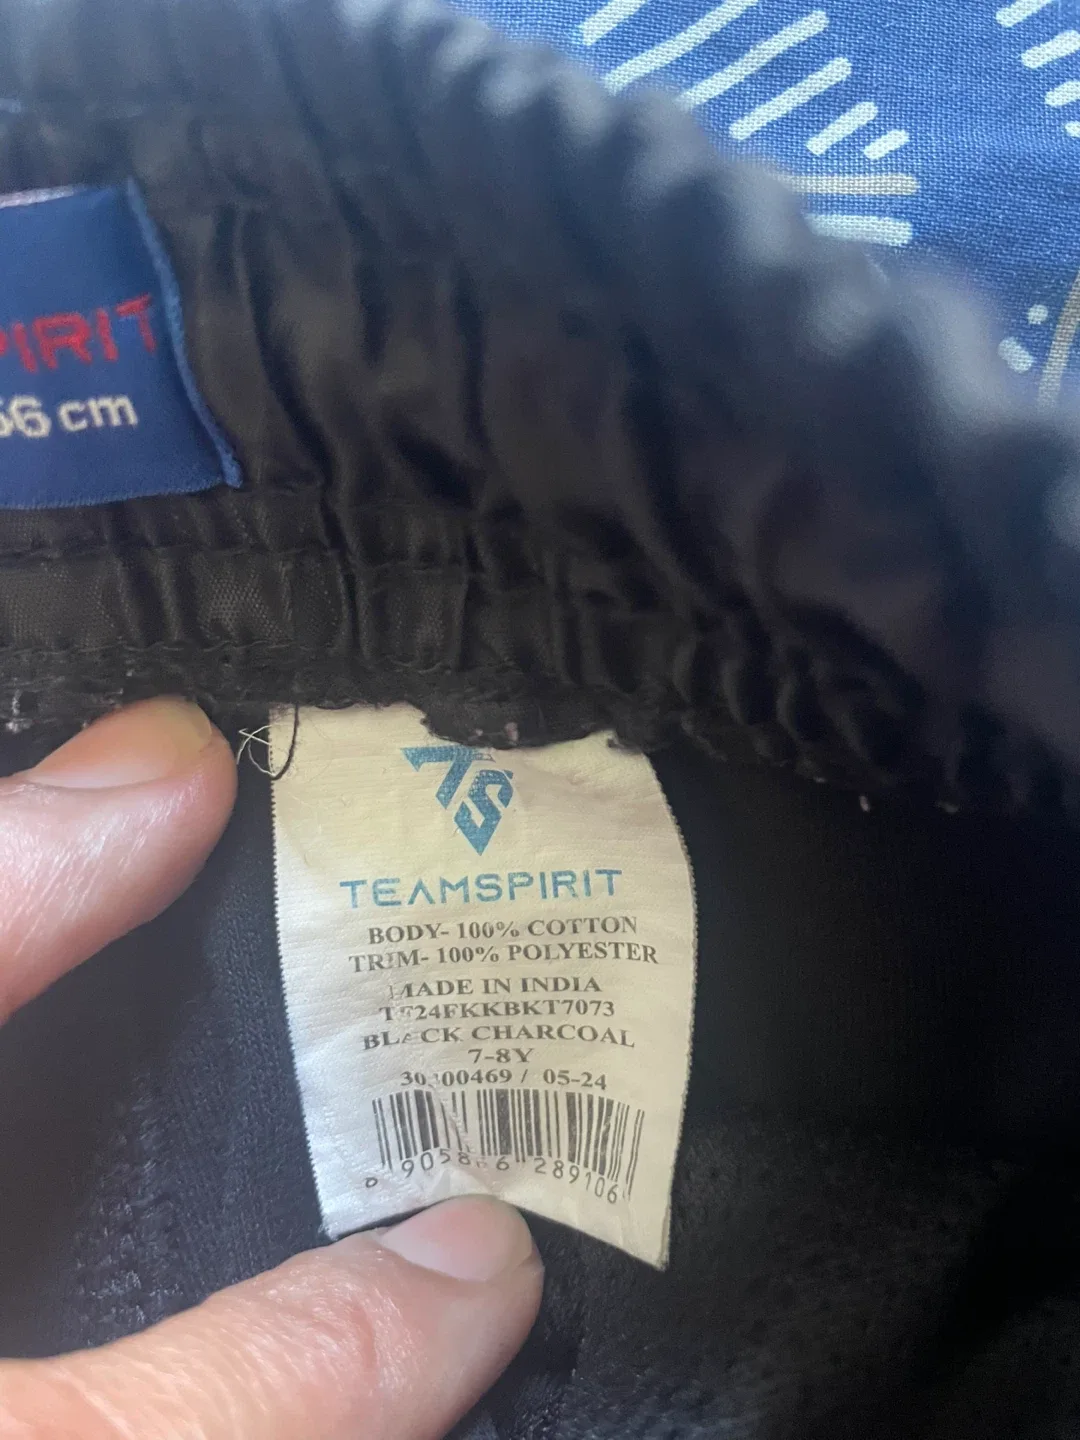 PIRIT
56 cm
TS
TEAMSPIRIT
BODY- 100% COTTON
TRIM- 100% POLYESTER
MADE IN INDIA
BLACK CHARCOAL
7-8Y
/ 05-24
289106